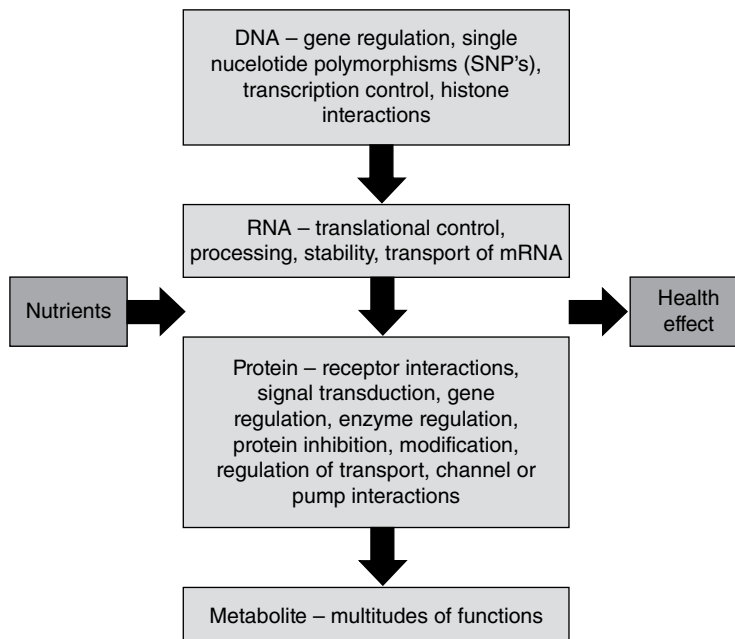 DNA – gene regulation, single
nucelotide polymorphisms (SNP's),
transcription control, histone
interactions
RNA – translational control,
processing, stability, transport of mRNA
Nutrients
Health
effect
Protein – receptor interactions,
signal transduction, gene
regulation, enzyme regulation,
protein inhibition, modification,
regulation of transport, channel or
pump interactions
Metabolite – multitudes of functions